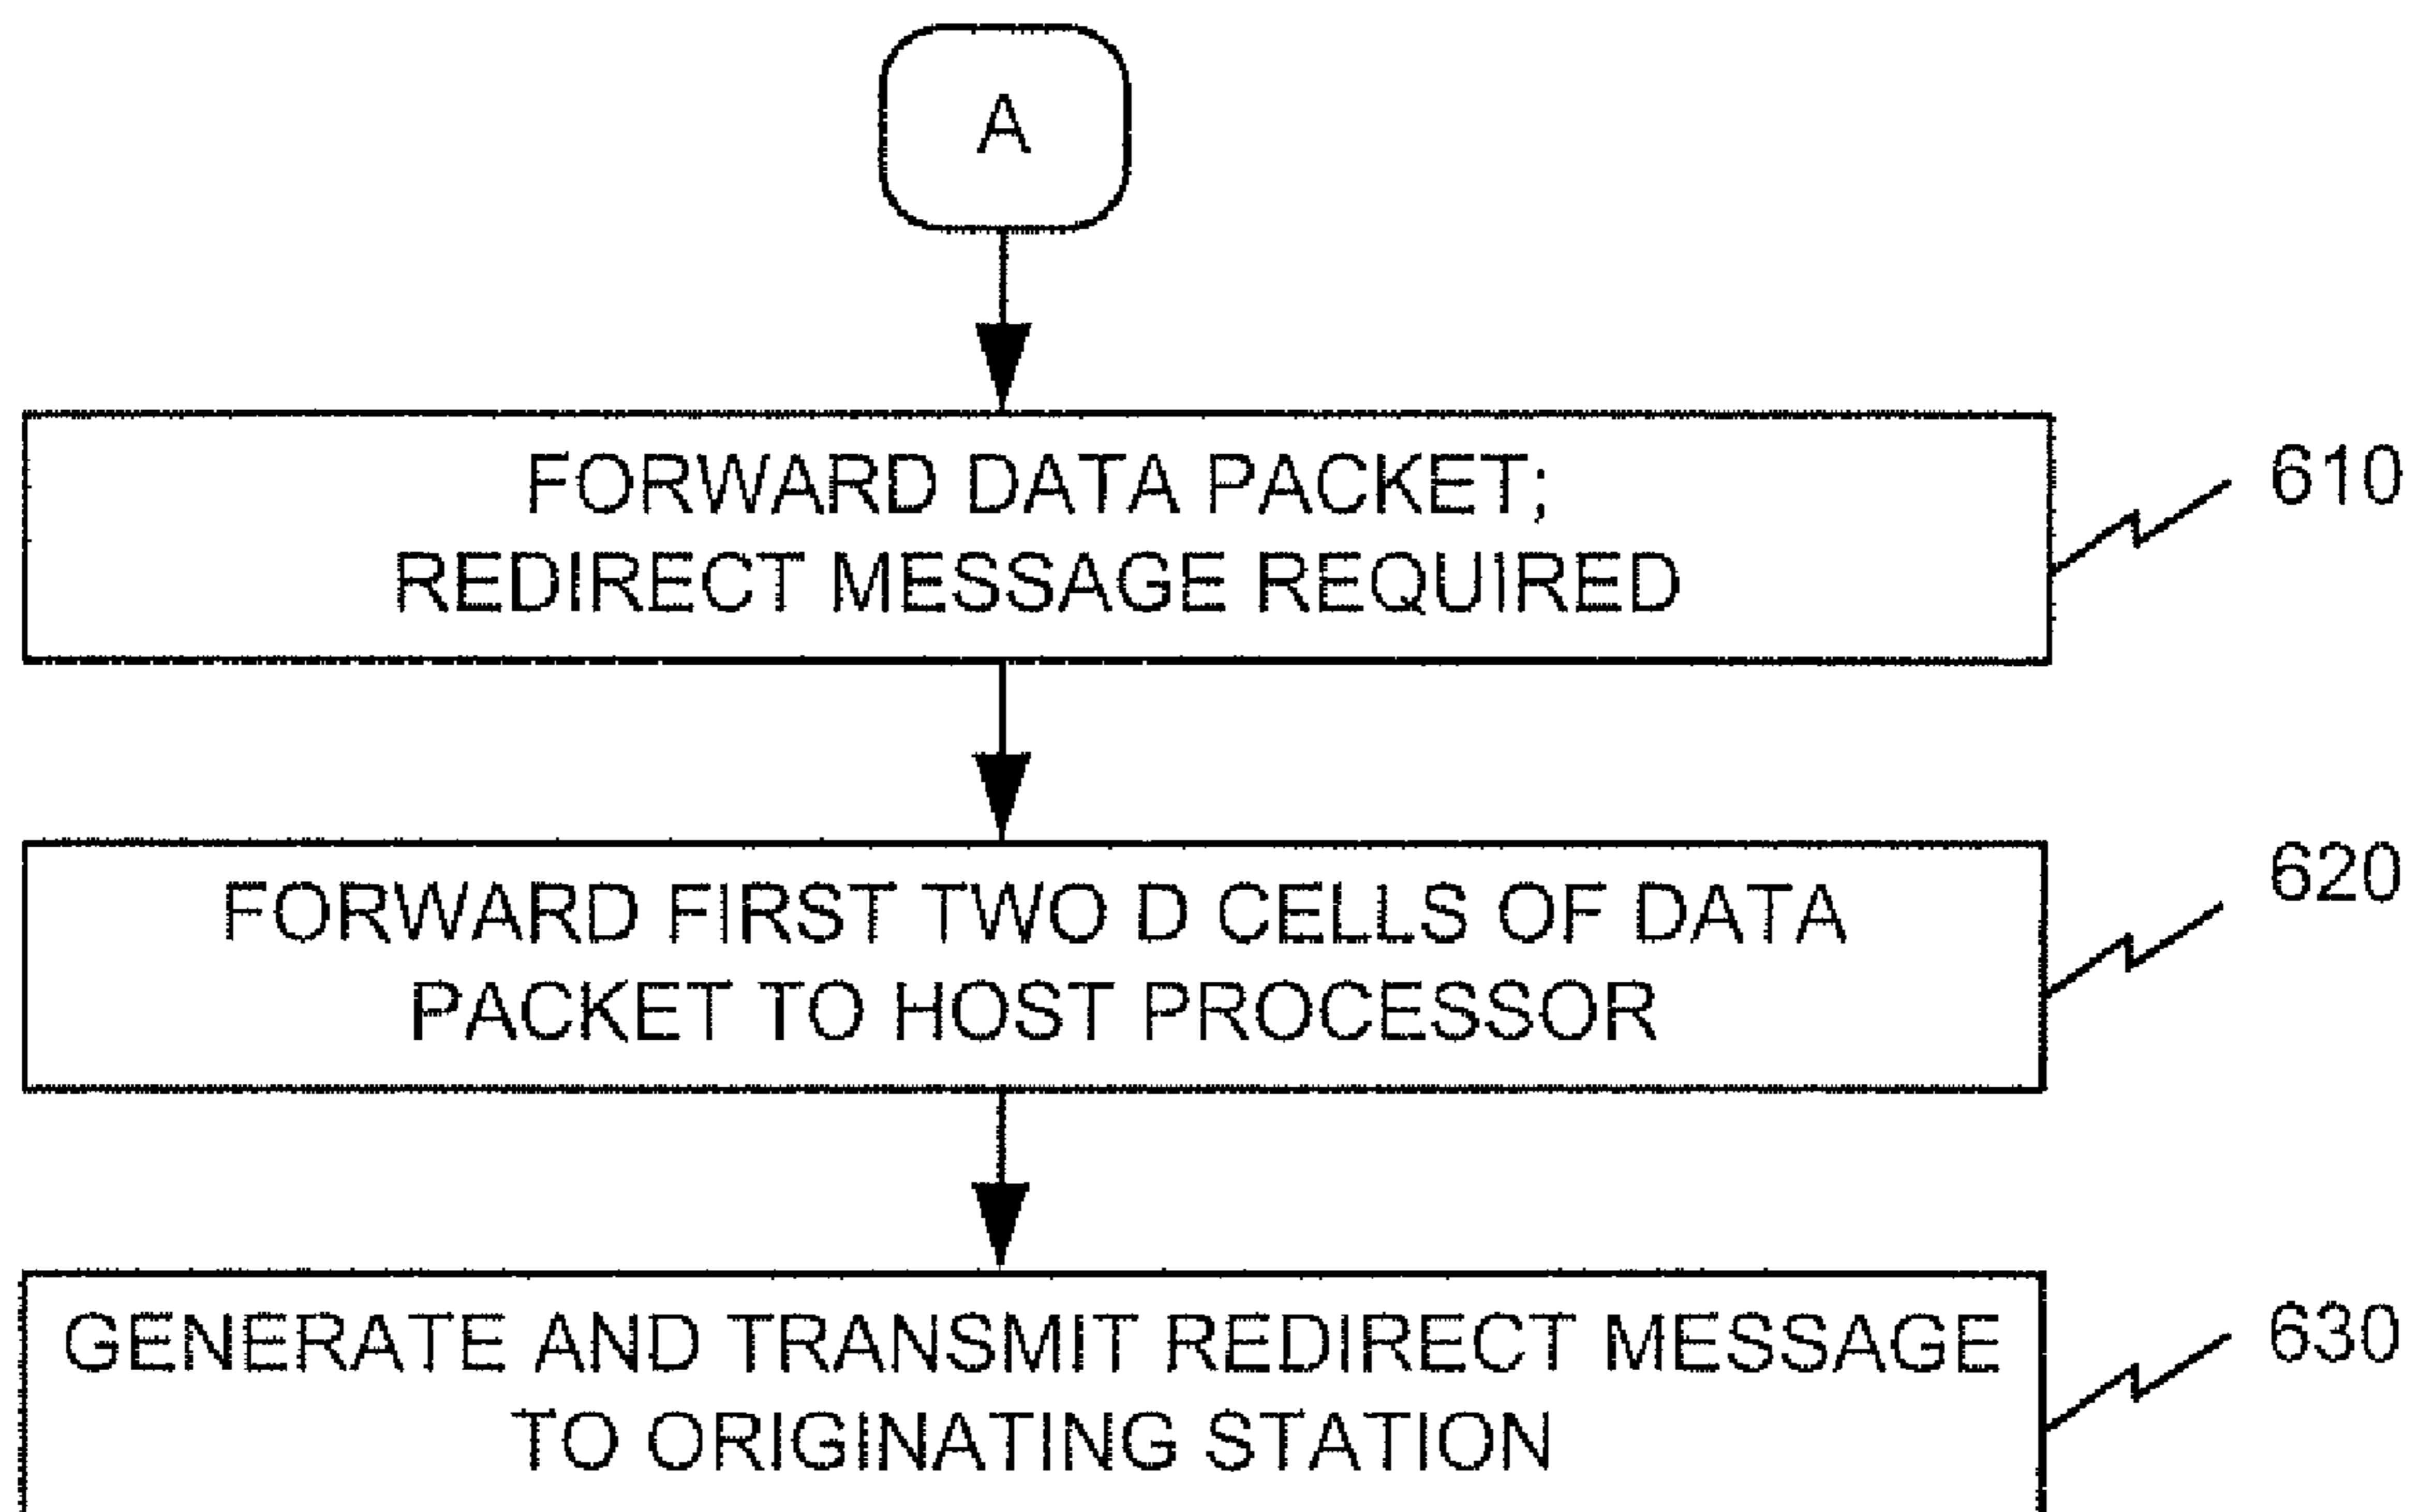 A
FORWARD DATA PACKET;
REDIRECT MESSAGE REQUIRED
610
FORWARD FIRST TWO D CELLS OF DATA
PACKET TO HOST PROCESSOR
620
GENERATE AND TRANSMIT REDIRECT MESSAGE
TO ORIGINATING STATION
630